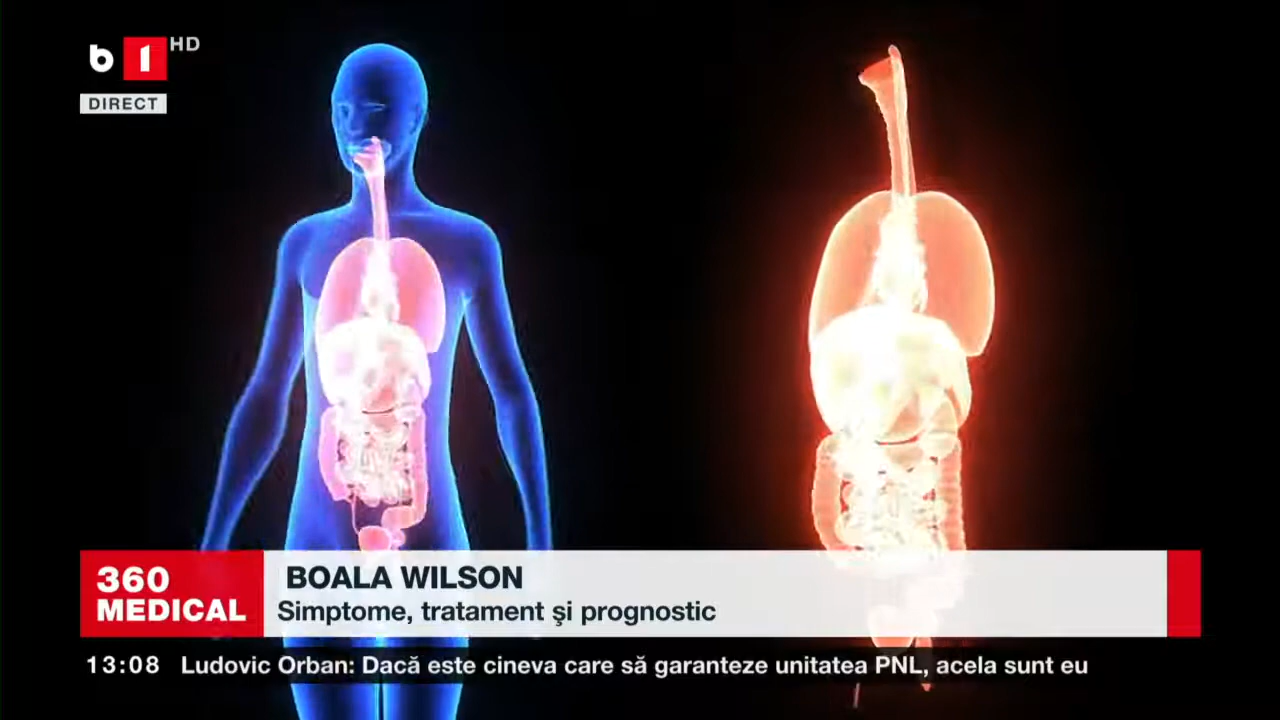 b 1 HD
DIRECT
360
MEDICAL
BOALA WILSON
Simptome, tratament şi prognostic
13:08 Ludovic Orban: Dacă este cineva care să garanteze unitatea PNL, acela sunt eu